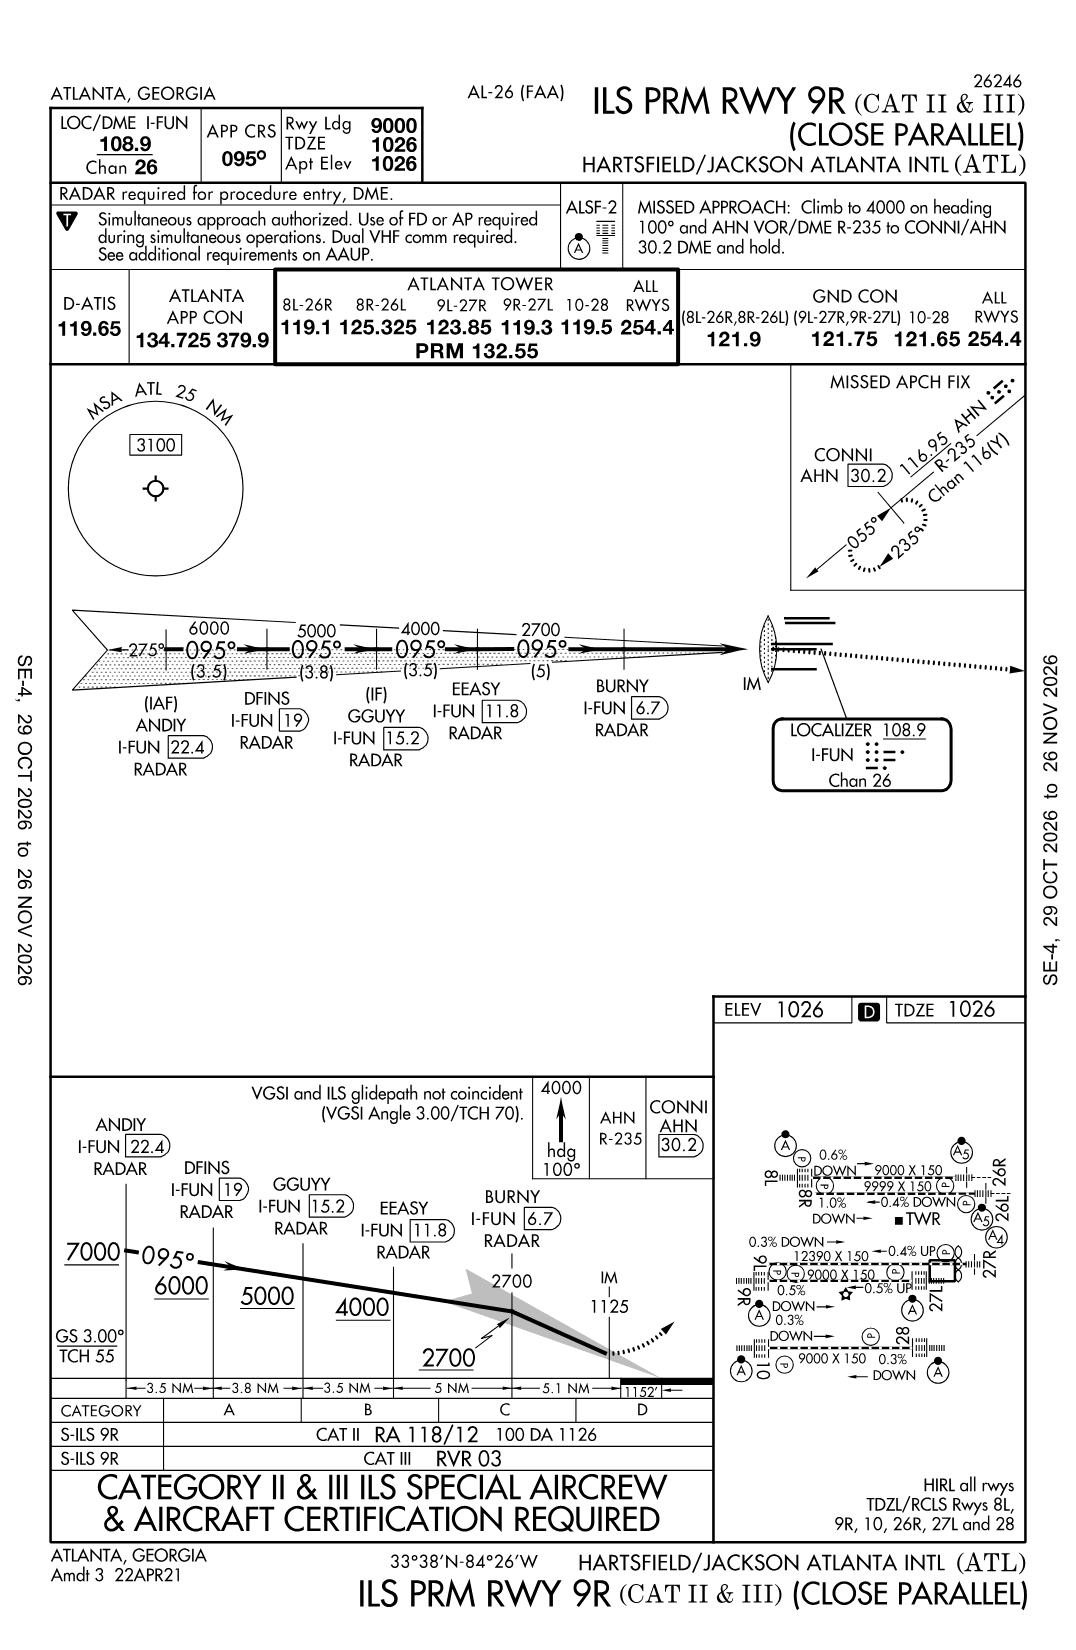 26246
ATLANTA, GEORGIA
AL-26 (FAA)
ILS PRM RWY 9R (CAT II & III)
(CLOSE PARALLEL)
HARTSFIELD/JACKSON ATLANTA INTL (ATL)
LOC/DME I-FUN
108.9
Chan 26
APP CRS
095°
Rwy Ldg 9000
TDZE 1026
Apt Elev 1026
RADAR required for procedure entry, DME.
T
Simultaneous approach authorized. Use of FD or AP required
during simultaneous operations. Dual VHF comm required.
See additional requirements on AAUP.
ALSF-2
A
MISSED APPROACH: Climb to 4000 on heading
100° and AHN VOR/DME R-235 to CONNI/AHN
30.2 DME and hold.
D-ATIS
119.65
ATLANTA
APP CON
134.725 379.9
ATLANTA TOWER
8L-26R 8R-26L 9L-27R 9R-27L 10-28 ALL RWYS
119.1 125.325 123.85 119.3 119.5 254.4
PRM 132.55
GND CON
(8L-26R,8R-26L) (9L-27R,9R-27L) 10-28 ALL RWYS
121.9 121.75 121.65 254.4
MSA ATL 25 NM
3100
MISSED APCH FIX
CONNI
AHN 30.2
116.95 AHN
R-235
Chan 116(Y)
055°
235°
6000 5000 4000 2700
275° 095° 095° 095° 095°
(3.5) (3.8) (3.5) (5)
(IAF)
ANDIY
I-FUN 22.4
RADAR
DFINS
I-FUN 19
RADAR
(IF)
GGUYY
I-FUN 15.2
RADAR
EEASY
I-FUN 11.8
RADAR
BURNY
I-FUN 6.7
RADAR
IM
LOCALIZER 108.9
I-FUN
Chan 26
SE-4, 29 OCT 2026 to 26 NOV 2026
SE-4, 29 OCT 2026 to 26 NOV 2026
ELEV 1026
D
TDZE 1026
VGSI and ILS glidepath not coincident
(VGSI Angle 3.00/TCH 70).
4000
hdg
100°
AHN
R-235
CONNI
AHN
30.2
ANDIY
I-FUN 22.4
RADAR
DFINS
I-FUN 19
RADAR
GGUYY
I-FUN 15.2
RADAR
EEASY
I-FUN 11.8
RADAR
BURNY
I-FUN 6.7
RADAR
2700
IM
1125
7000
095°
6000
5000
4000
2700
GS 3.00°
TCH 55
3.5 NM 3.8 NM 3.5 NM 5 NM 5.1 NM 1152'
CATEGORY A B C D
S-ILS 9R CAT II RA 118/12 100 DA 1126
S-ILS 9R CAT III RVR 03
CATEGORY II & III ILS SPECIAL AIRCREW
& AIRCRAFT CERTIFICATION REQUIRED
A
P
0.6%
DOWN
9000 X 150
A5
8L
26R
P
9999 X 150
P
8R
1.0%
DOWN
0.4% DOWN
P
A5
26L
TWR
A4
0.3% DOWN
0.4% UP
P
12390 X 150
9L
27R
P
P
9000 X 150
P
0.5%
0.5% UP
9R
27L
DOWN
A
A
0.3%
DOWN
P
28
A
10
P
9000 X 150
0.3%
DOWN
A
HIRL all rwys
TDZL/RCLS Rwys 8L,
9R, 10, 26R, 27L and 28
ATLANTA, GEORGIA
Amdt 3 22APR21
33°38'N-84°26'W
HARTSFIELD/JACKSON ATLANTA INTL (ATL)
ILS PRM RWY 9R (CAT II & III) (CLOSE PARALLEL)